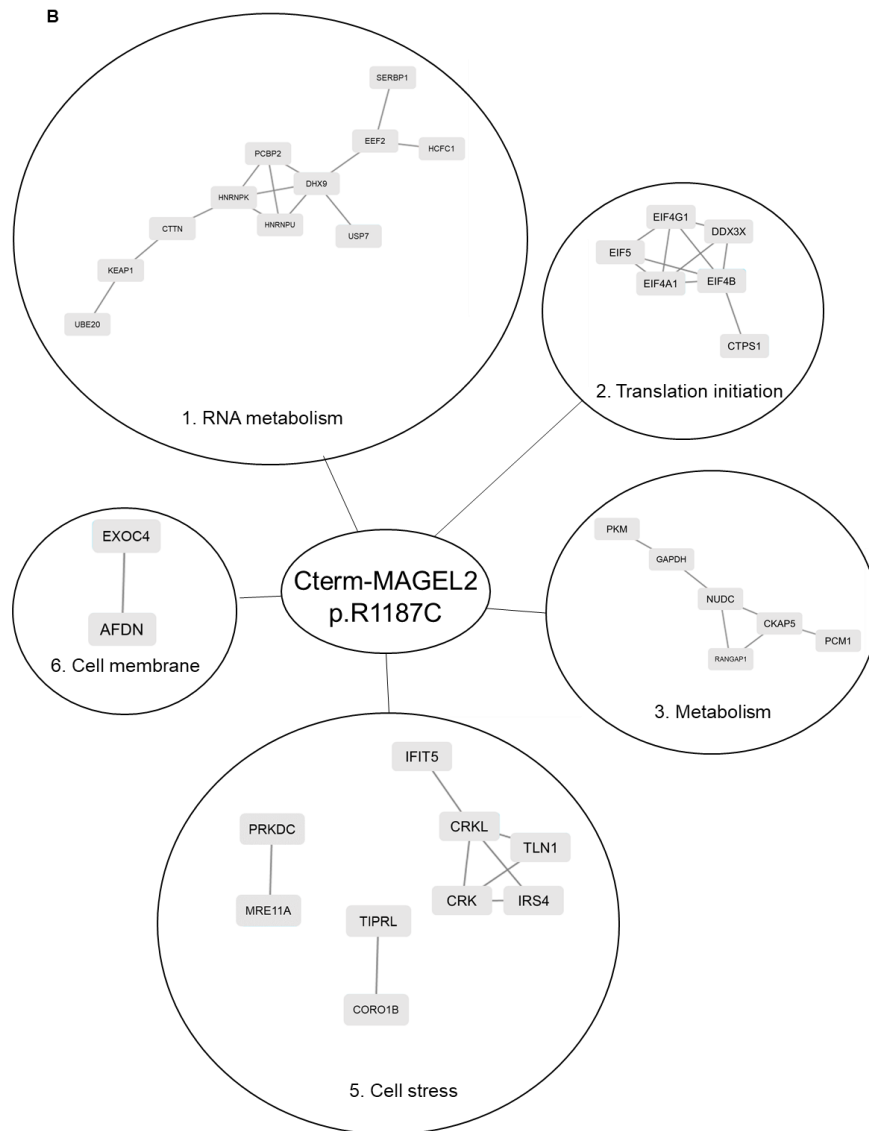 B
SERBP1
EEF2
HCFC1
PCBP2
DHX9
HNRNPK
HNRNPU
USP7
CTTN
KEAP1
UBE20
1. RNA metabolism
EIF4G1
DDX3X
EIF5
EIF4A1
EIF4B
CTPS1
2. Translation initiation
Cterm-MAGEL2
p.R1187C
EXOC4
AFDN
6. Cell membrane
PKM
GAPDH
NUDC
CKAP5
PCM1
RANGAP1
3. Metabolism
IFIT5
PRKDC
CRKL
TLN1
MRE11A
CRK
IRS4
TIPRL
CORO1B
5. Cell stress